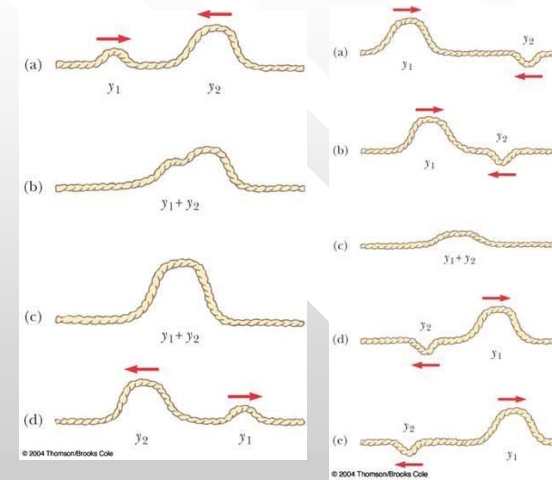 (a)
y1 y2
(b)
y1 + y2
(c)
y1 + y2
(d)
y2 y1
© 2004 Thomson/Brooks Cole
(a)
y1
y2
(b)
y1
y2
(c)
y1 + y2
(d)
y2
y1
(e)
y2
y1
© 2004 Thomson/Brooks Cole